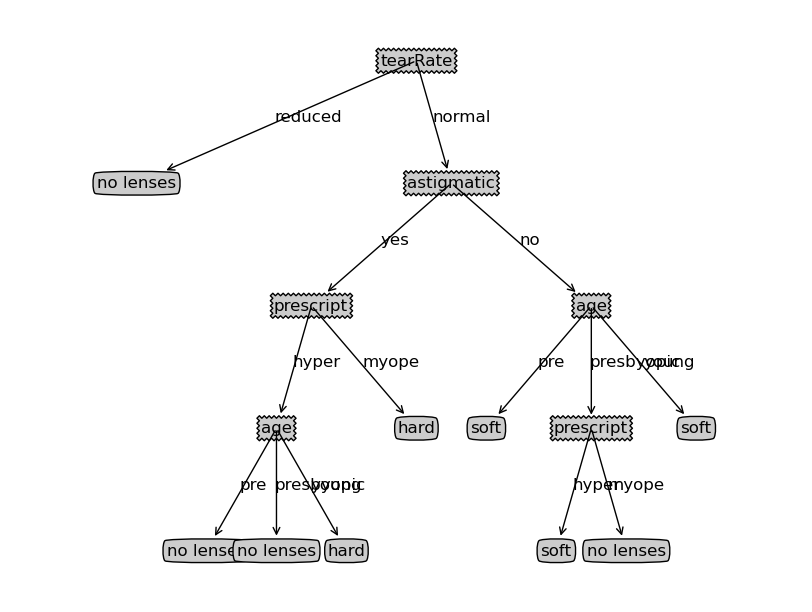 tearRate
reduced
normal
no lenses
astigmatic
yes
no
prescript
age
hyper
myope
pre
presbyopic
young
age
hard
soft
prescript
soft
pre
presbyopic
young
hyper
myope
no lenses
no lenses
hard
soft
no lenses